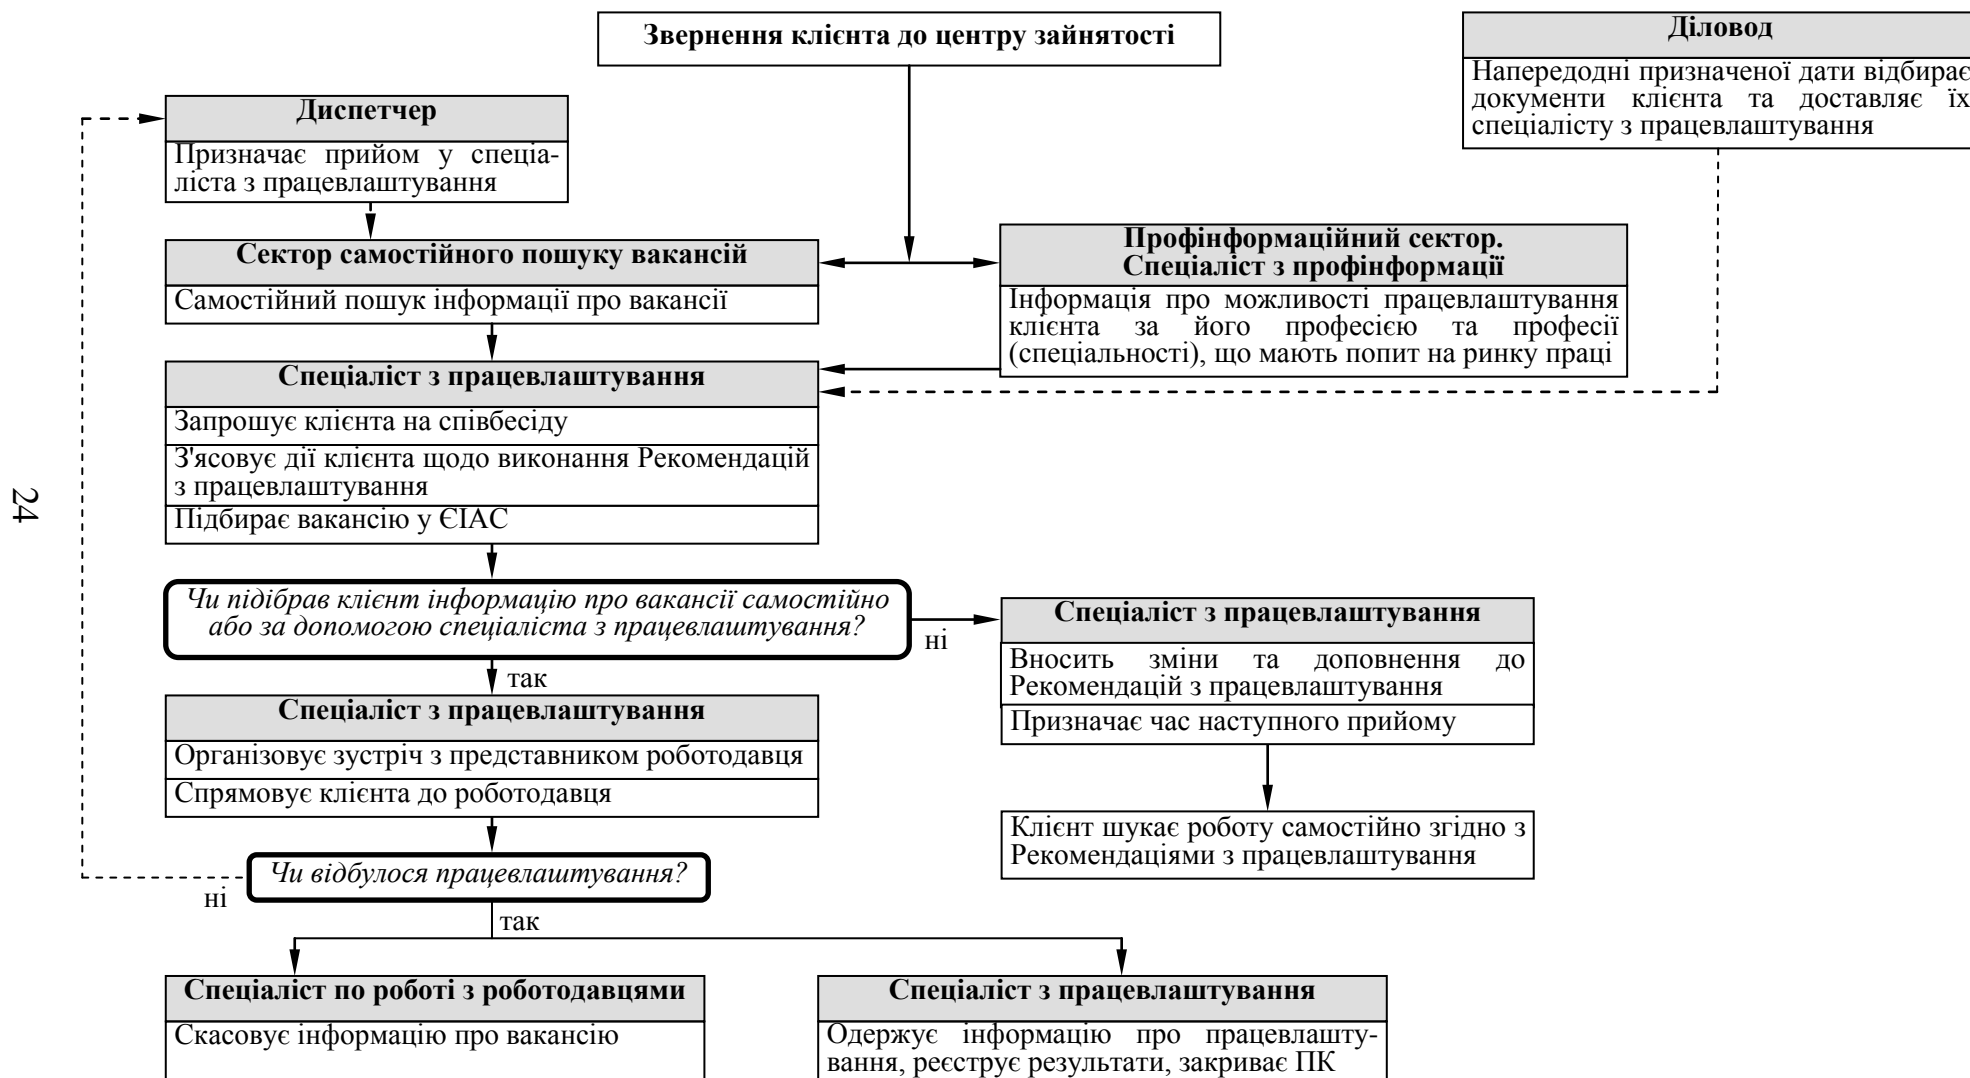 Звернення клієнта до центру зайнятості
Діловод
Напередодні призначеної дати відбирає
документи клієнта та доставляє їх
спеціалісту з працевлаштування
Диспетчер
Призначає прийом у спеціа-
ліста з працевлаштування
Сектор самостійного пошуку вакансій
Самостійний пошук інформації про вакансії
Профінформаційний сектор.
Спеціаліст з профінформації
Інформація про можливості працевлаштування
клієнта за його професією та професії
(спеціальності), що мають попит на ринку праці
Спеціаліст з працевлаштування
Запрошує клієнта на співбесіду
З'ясовує дії клієнта щодо виконання Рекомендацій
з працевлаштування
Підбирає вакансію у ЄІАС
24
Чи підібрав клієнт інформацію про вакансії самостійно
або за допомогою спеціаліста з працевлаштування?
ні
так
Спеціаліст з працевлаштування
Вносить зміни та доповнення до
Рекомендацій з працевлаштування
Призначає час наступного прийому
Спеціаліст з працевлаштування
Організовує зустріч з представником роботодавця
Спрямовує клієнта до роботодавця
Клієнт шукає роботу самостійно згідно з
Рекомендаціями з працевлаштування
Чи відбулося працевлаштування?
ні
так
Спеціаліст по роботі з роботодавцями
Скасовує інформацію про вакансію
Спеціаліст з працевлаштування
Одержує інформацію про працевлашту-
вання, реєструє результати, закриває ПК